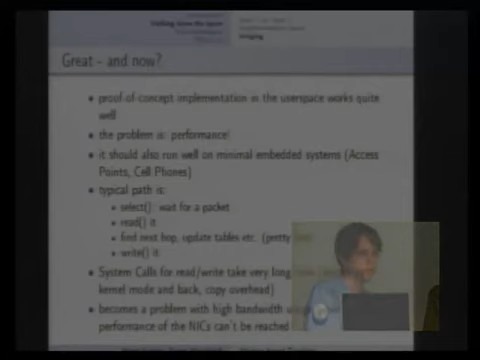 Great - and now?
proof-of-concept implementation in the userspace works quite
well
the problem is: performance!
it should also run well on minimal embedded systems (Access
Points, Cell Phones)
typical path is:
select(): wait for a packet
read() it
find next hop, update tables etc. (pretty
write() it
System Calls for read/write take very long
kernel mode and back, copy overhead)
becomes a problem with high bandwidth
performance of the NICs can't be reached